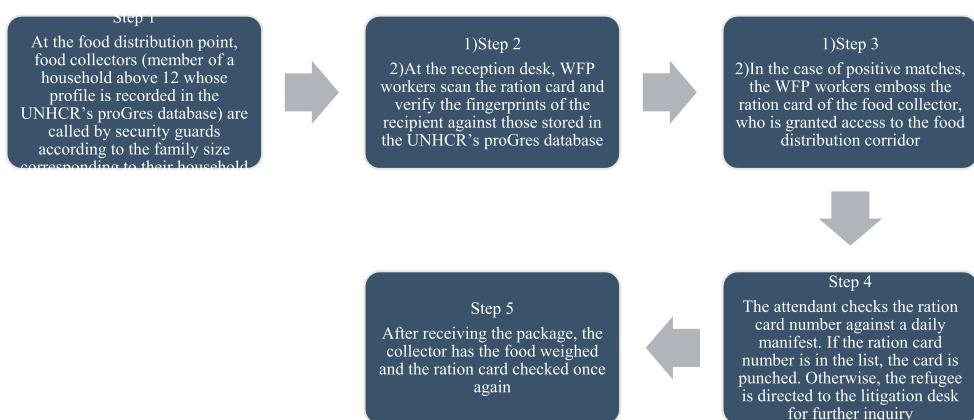 Step 1
At the food distribution point,
food collectors (member of a
household above 12 whose
profile is recorded in the
UNHCR's proGres database) are
called by security guards
according to the family size
corresponding to their household
1)Step 2
2)At the reception desk, WFP
workers scan the ration card and
verify the fingerprints of the
recipient against those stored in
the UNHCR's proGres database
1)Step 3
2)In the case of positive matches,
the WFP workers emboss the
ration card of the food collector,
who is granted access to the food
distribution corridor
Step 4
The attendant checks the ration
card number against a daily
manifest. If the ration card
number is in the list, the card is
punched. Otherwise, the refugee
is directed to the litigation desk
for further inquiry
Step 5
After receiving the package, the
collector has the food weighed
and the ration card checked once
again